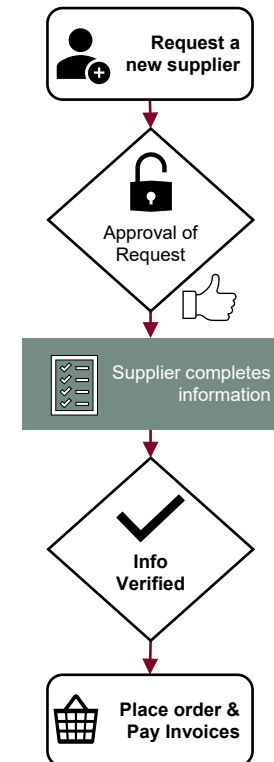 Request a
new supplier
Approval of
Request
Supplier completes
information
Info
Verified
Place order &
Pay Invoices